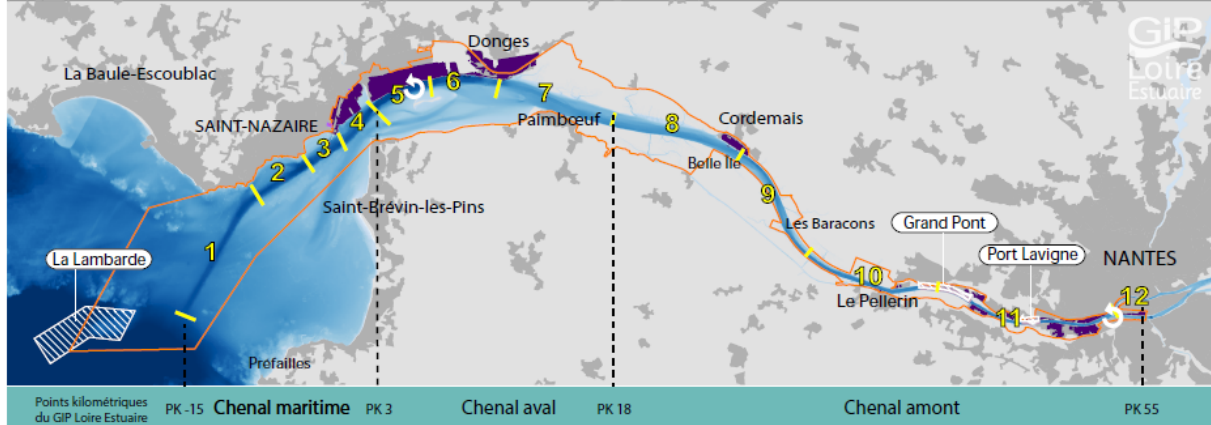 GIP
Loire
Estuaire
Donges
La Baule-Escoublac
6
5
7
Paimbœuf
8
Cordemais
SAINT-NAZAIRE
4
3
Belle Ile
2
9
Saint-Brévin-les-Pins
Les Baracons
Grand Pont
1
Port Lavigne
NANTES
La Lambarde
10
Le Pellerin
12
11
Préfailles
Points kilométriques
du GIP Loire Estuaire
PK -15 Chenal maritime PK 3 Chenal aval PK 18 Chenal amont PK 55